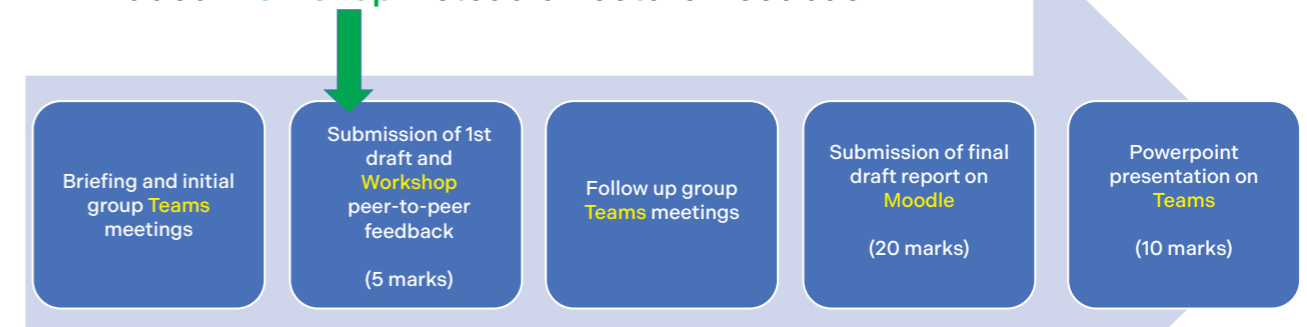 Briefing and initial
group Teams
meetings
Submission of 1st
draft and
Workshop
peer-to-peer
feedback
(5 marks)
Follow up group
Teams meetings
Submission of final
draft report on
Moodle
(20 marks)
Powerpoint
presentation on
Teams
(10 marks)